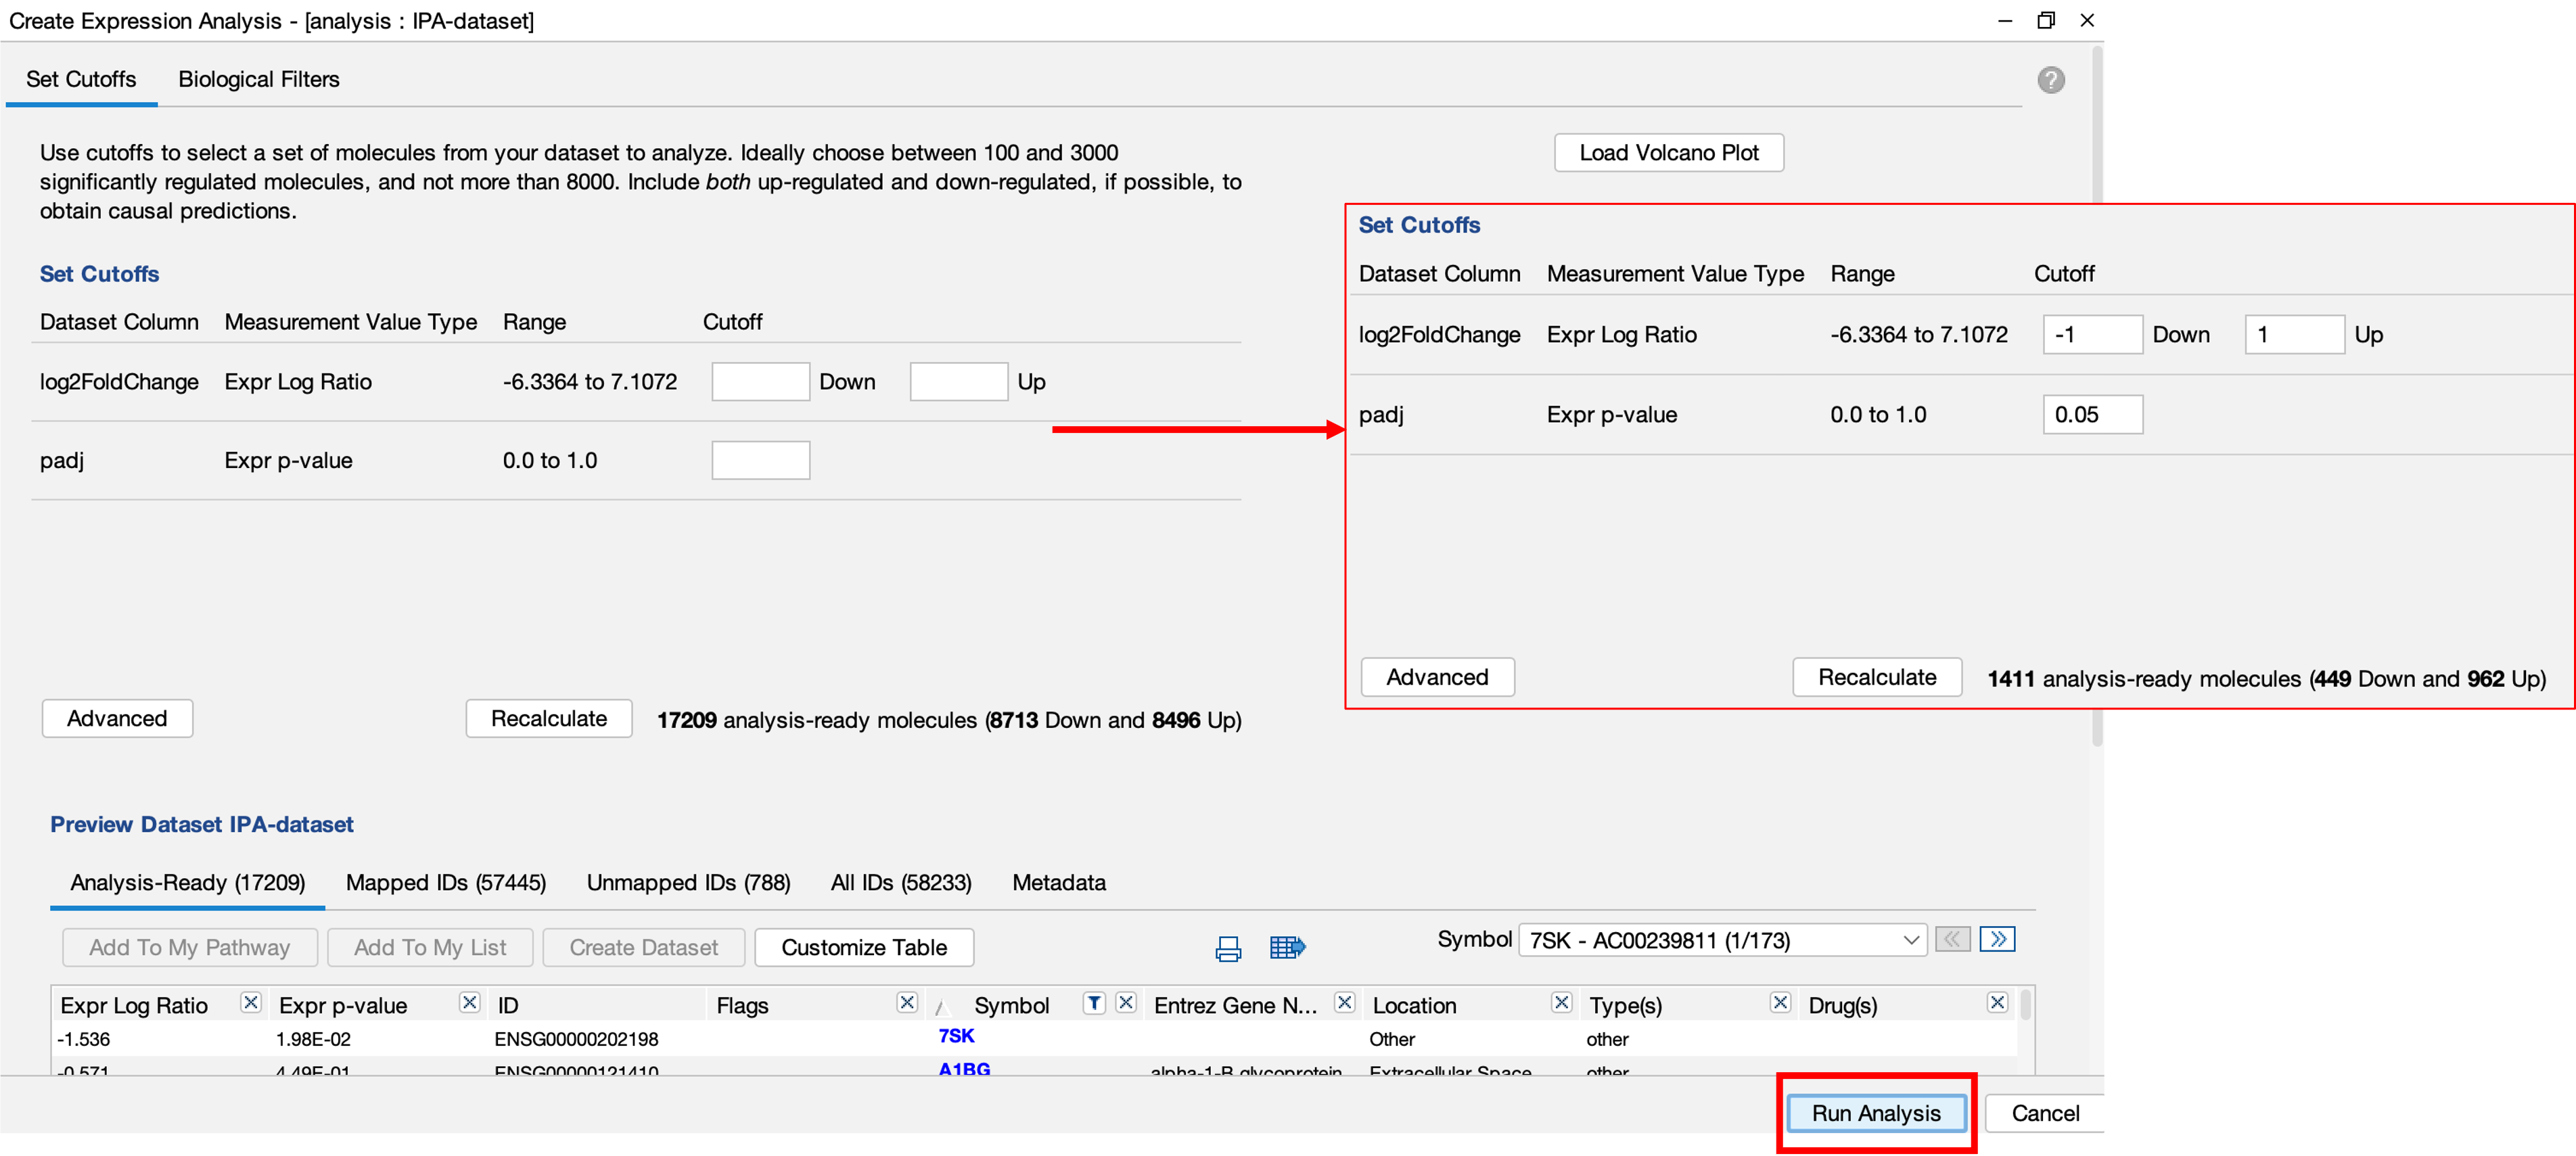 Create Expression Analysis - [analysis : IPA-dataset]
Set Cutoffs Biological Filters
?
Use cutoffs to select a set of molecules from your dataset to analyze. Ideally choose between 100 and 3000
significantly regulated molecules, and not more than 8000. Include both up-regulated and down-regulated, if possible, to
obtain causal predictions.
Load Volcano Plot
Set Cutoffs
Dataset Column Measurement Value Type Range Cutoff
log2FoldChange Expr Log Ratio -6.3364 to 7.1072 Down Up
padj Expr p-value 0.0 to 1.0
Advanced Recalculate 17209 analysis-ready molecules (8713 Down and 8496 Up)
Set Cutoffs
Dataset Column Measurement Value Type Range Cutoff
log2FoldChange Expr Log Ratio -6.3364 to 7.1072 -1 Down 1 Up
padj Expr p-value 0.0 to 1.0 0.05
Advanced Recalculate 1411 analysis-ready molecules (449 Down and 962 Up)
Preview Dataset IPA-dataset
Analysis-Ready (17209) Mapped IDs (57445) Unmapped IDs (788) All IDs (58233) Metadata
Add To My Pathway Add To My List Create Dataset Customize Table Symbol 7SK - AC00239811 (1/173)
Expr Log Ratio Expr p-value ID Flags Symbol Entrez Gene N... Location Type(s) Drug(s)
-1.536 1.98E-02 ENSG00000202198 7SK Other other
-0.571 4.49E-01 ENSG00000121410 A1BG alpha-1-B glycoprotein Extracellular Space other
Run Analysis Cancel